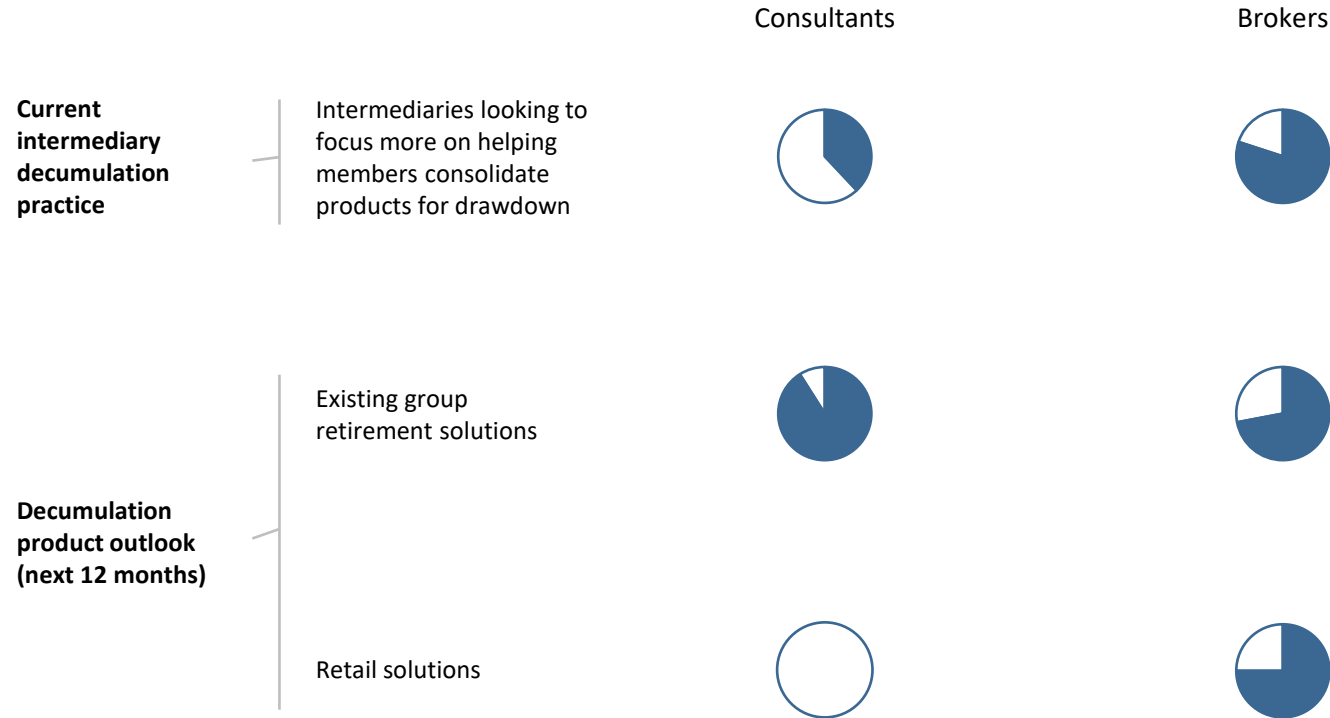 Consultants
Brokers
Current
intermediary
decumulation
practice
Intermediaries looking to
focus more on helping
members consolidate
products for drawdown
Existing group
retirement solutions
Decumulation
product outlook
(next 12 months)
Retail solutions